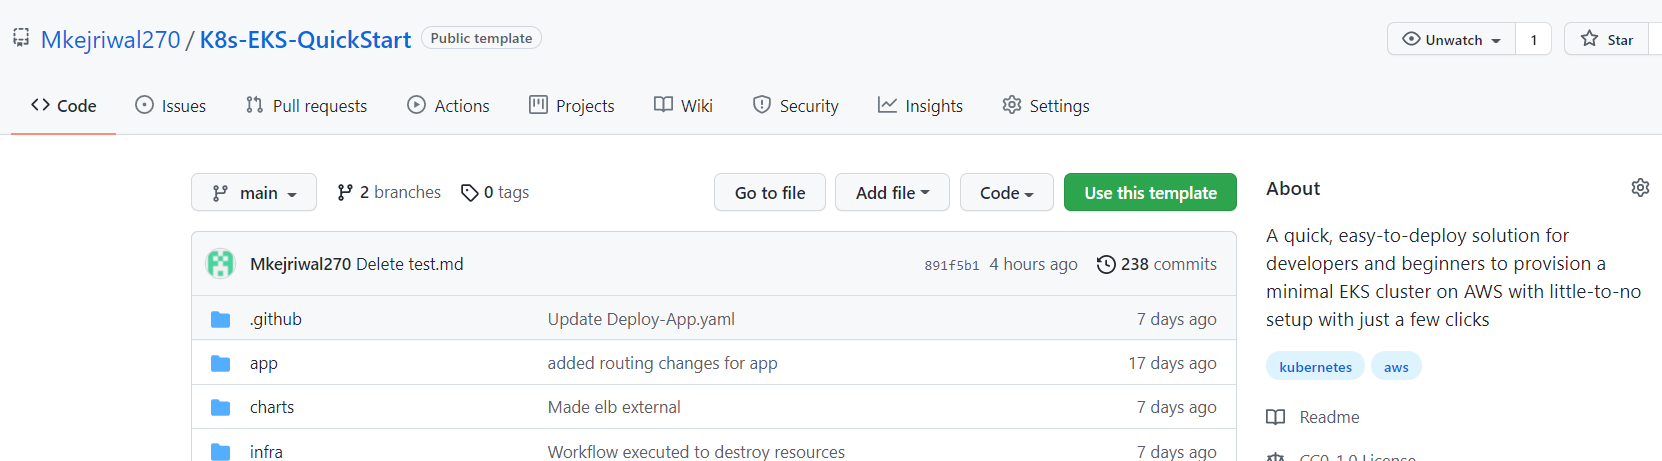 Mkejriwal270 / K8s-EKS-QuickStart Public template Unwatch 1 Star
Code Issues Pull requests Actions Projects Wiki Security Insights Settings
main 2 branches 0 tags Go to file Add file Code Use this template
Mkejriwal270 Delete test.md 891f5b1 4 hours ago 238 commits
.github Update Deploy-App.yaml 7 days ago
app added routing changes for app 17 days ago
charts Made elb external 7 days ago
infra Workflow executed to destroy resources 7 days ago
About
A quick, easy-to-deploy solution for
developers and beginners to provision a
minimal EKS cluster on AWS with little-to-no
setup with just a few clicks
kubernetes aws
Readme
CC0-1.0 License